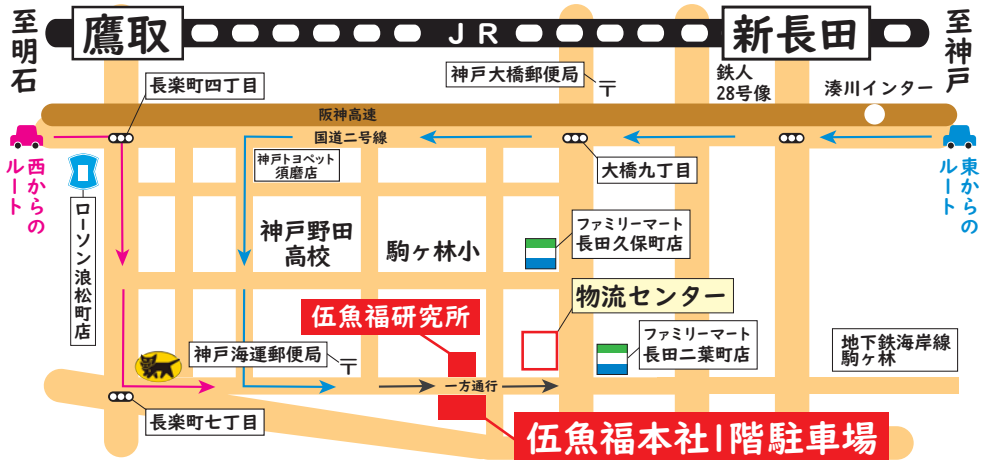 至明石
鷹取
JR
新長田
至神戸
長楽町四丁目
神戸大橋郵便局
〒
鉄人
28号像
湊川インター
阪神高速
国道二号線
西からの
ルート
神戸トヨペット
須磨店
大橋九丁目
東からの
ルート
ローソン浪松町店
神戸野田
高校
駒ヶ林小
ファミリーマート
長田久保町店
伍魚福研究所
物流センター
神戸海運郵便局
〒
ファミリーマート
長田二葉町店
地下鉄海岸線
駒ヶ林
一方通行
長楽町七丁目
伍魚福本社1階駐車場